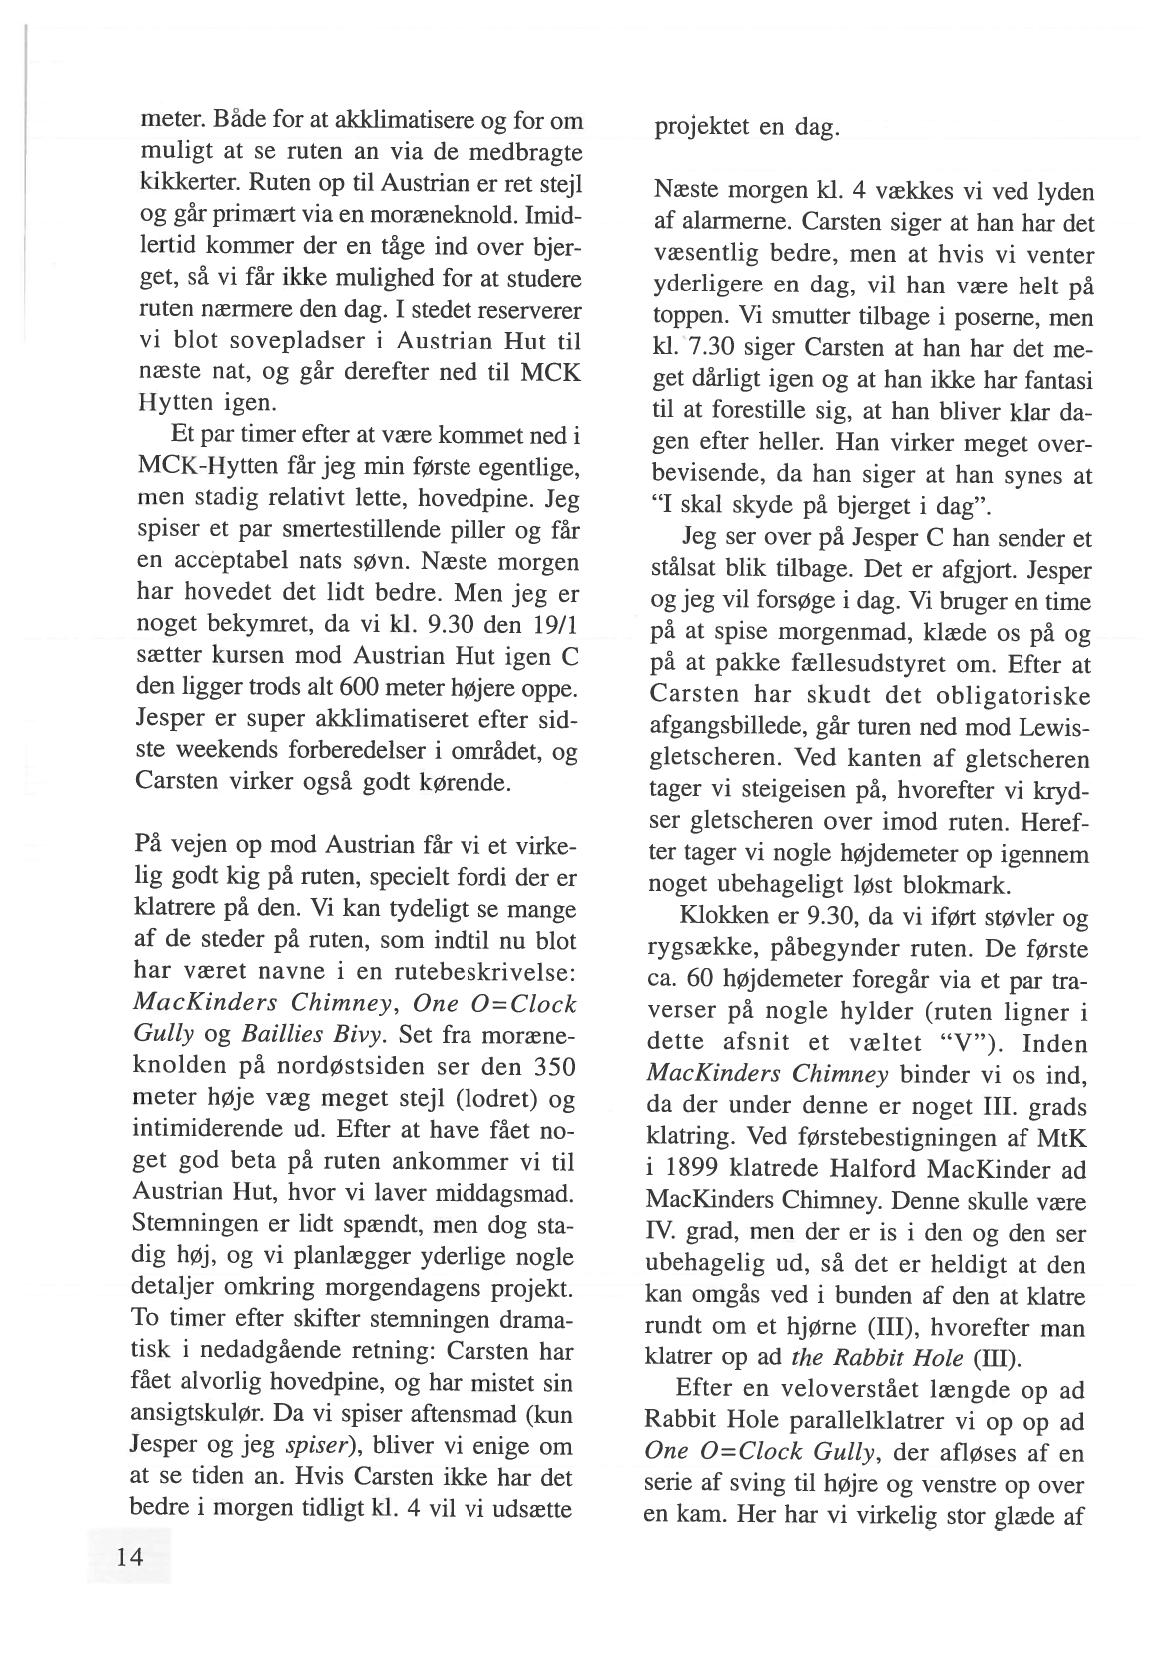 meter. Både for at akklimatisere og for om
muligt at se ruten an via de medbragte
kikkerter. Ruten op til Austrian er ret stejl
og går primært via en moræneknold. Imid-
lertid kommer der en tåge ind over bjer-
get, så vi får ikke mulighed for at studere
ruten nærmere den dag. I stedet reserverer
vi blot sovepladser i Austrian Hut til
næste nat, og går derefter ned til MCK
Hytten igen.
Et par timer efter at være kommet ned i
MCK-Hytten får jeg min første egentlige,
men stadig relativt lette, hovedpine. Jeg
spiser et par smertestillende piller og får
en acceptabel nats søvn. Næste morgen
har hovedet det lidt bedre. Men jeg er
noget bekymret, da vi kl. 9.30 den 19/1
sætter kursen mod Austrian Hut igen C
den ligger trods alt 600 meter højere oppe.
Jesper er super akklimatiseret efter sid-
ste weekends forberedelser i området, og
Carsten virker også godt kørende.
På vejen op mod Austrian får vi et virke-
lig godt kig på ruten, specielt fordi der er
klatrere på den. Vi kan tydeligt se mange
af de steder på ruten, som indtil nu blot
har været navne i en rutebeskrivelse:
MacKinders Chimney, One O=Clock
Gully og Baillies Bivy. Set fra moræne-
knolden på nordøstsiden ser den 350
meter høje væg meget stejl (lodret) og
intimiderende ud. Efter at have fået no-
get god beta på ruten ankommer vi til
Austrian Hut, hvor vi laver middagsmad.
Stemningen er lidt spændt, men dog sta-
dig høj, og vi planlægger yderlige nogle
detaljer omkring morgendagens projekt.
To timer efter skifter stemningen drama-
tisk i nedadgående retning: Carsten har
fået alvorlig hovedpine, og har mistet sin
ansigtskulør. Da vi spiser aftensmad (kun
Jesper og jeg spiser), bliver vi enige om
at se tiden an. Hvis Carsten ikke har det
bedre i morgen tidligt kl. 4 vil vi udsætte
projektet en dag.
Næste morgen kl. 4 vækkes vi ved lyden
af alarmerne. Carsten siger at han har det
væsentlig bedre, men at hvis vi venter
yderligere en dag, vil han være helt på
toppen. Vi smutter tilbage i poserne, men
kl. 7.30 siger Carsten at han har det me-
get dårligt igen og at han ikke har fantasi
til at forestille sig, at han bliver klar da-
gen efter heller. Han virker meget over-
bevisende, da han siger at han synes at
“I skal skyde på bjerget i dag”.
Jeg ser over på Jesper C han sender et
stålsat blik tilbage. Det er afgjort. Jesper
og jeg vil forsøge i dag. Vi bruger en time
på at spise morgenmad, klæde os på og
på at pakke fællesudstyret om. Efter at
Carsten har skudt det obligatoriske
afgangsbillede, går turen ned mod Lewis-
gletscheren. Ved kanten af gletscheren
tager vi steigeisen på, hvorefter vi kryd-
ser gletscheren over imod ruten. Heref-
ter tager vi nogle højdemeter op igennem
noget ubehageligt løst blokmark.
Klokken er 9.30, da vi iført støvler og
rygsække, påbegynder ruten. De første
ca. 60 højdemeter foregår via et par tra-
verser på nogle hylder (ruten ligner i
dette afsnit et væltet “V”). Inden
MacKinders Chimney binder vi os ind,
da der under denne er noget III. grads
klatring. Ved førstebestigningen af MtK
i 1899 klatrede Halford MacKinder ad
MacKinders Chimney. Denne skulle være
IV. grad, men der er is i den og den ser
ubehagelig ud, så det er heldigt at den
kan omgås ved i bunden af den at klatre
rundt om et hjørne (III), hvorefter man
klatrer op ad the Rabbit Hole (III).
Efter en veloverstået længde op ad
Rabbit Hole parallelklatrer vi op op ad
One O=Clock Gully, der afløses af en
serie af sving til højre og venstre op over
en kam. Her har vi virkelig stor glæde af
14